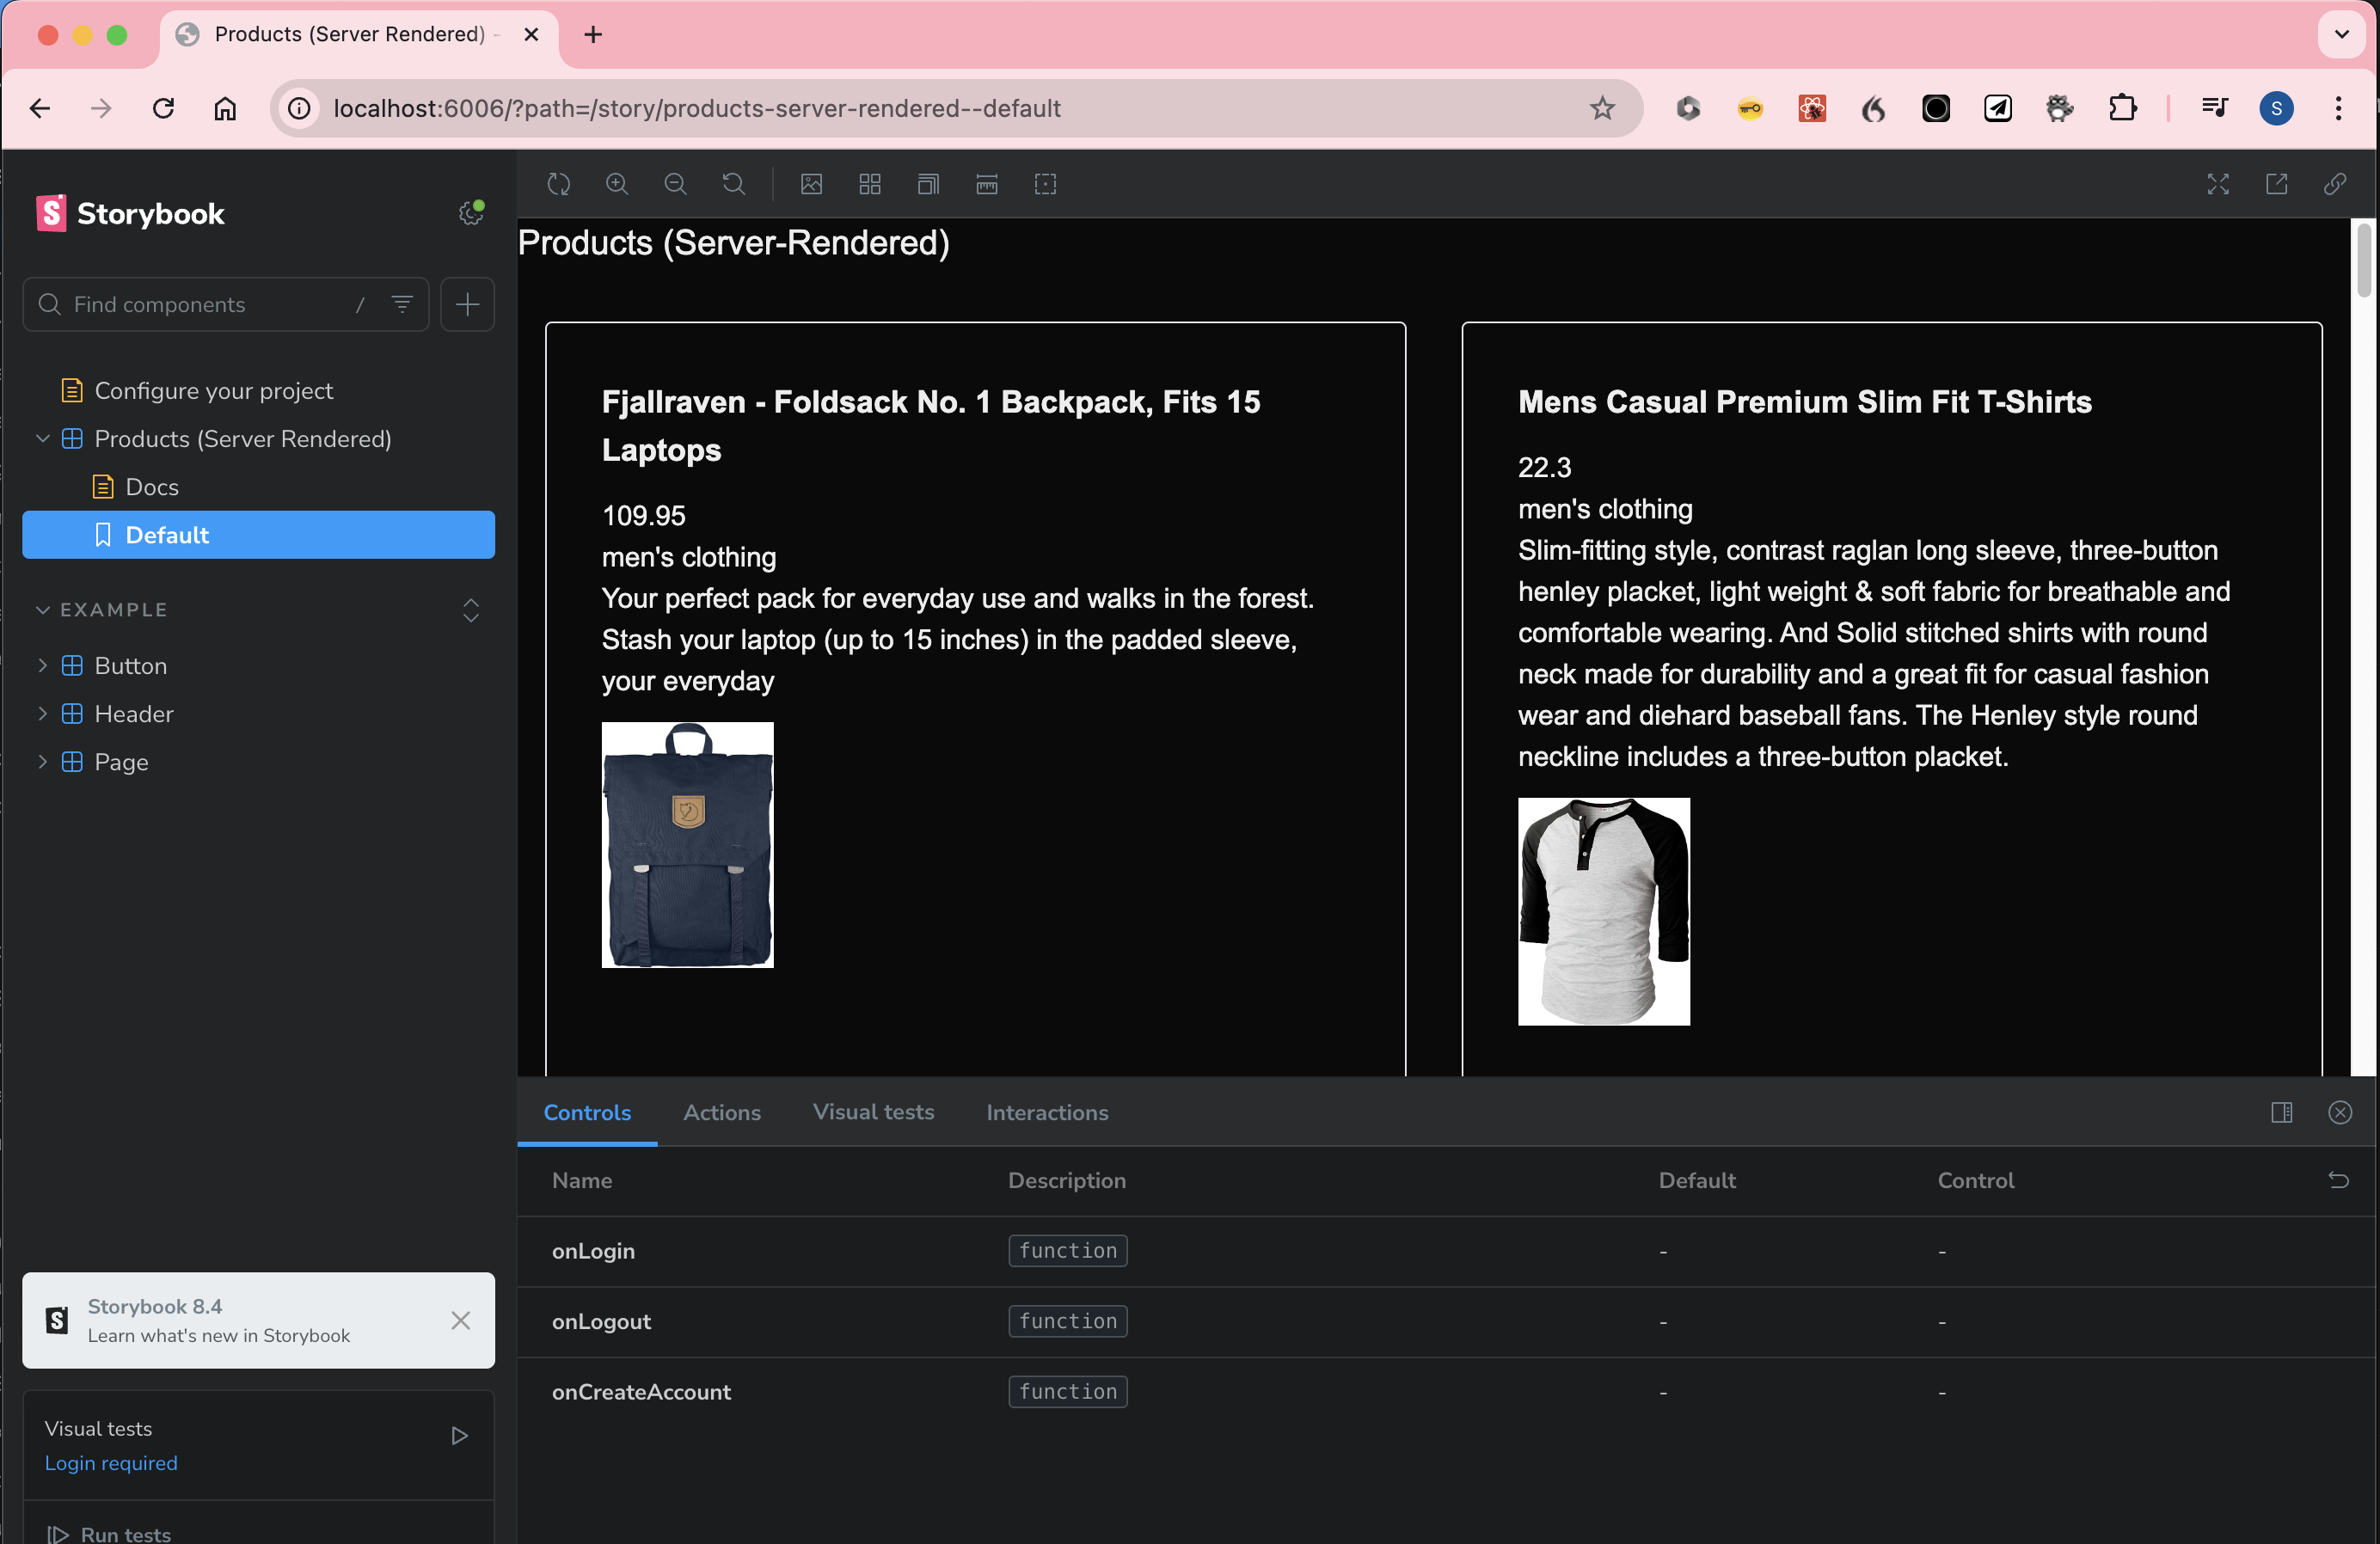 Products (Server Rendered) -
localhost:6006/?path=/story/products-server-rendered--default
S
S Storybook
Find components /
Configure your project
Products (Server Rendered)
Docs
Default
EXAMPLE
Button
Header
Page
S
Storybook 8.4
Learn what's new in Storybook
Visual tests
Login required
Run tests
Products (Server-Rendered)
Fjallraven - Foldsack No. 1 Backpack, Fits 15
Laptops
109.95
men's clothing
Your perfect pack for everyday use and walks in the forest.
Stash your laptop (up to 15 inches) in the padded sleeve,
your everyday
Mens Casual Premium Slim Fit T-Shirts
22.3
men's clothing
Slim-fitting style, contrast raglan long sleeve, three-button
henley placket, light weight & soft fabric for breathable and
comfortable wearing. And Solid stitched shirts with round
neck made for durability and a great fit for casual fashion
wear and diehard baseball fans. The Henley style round
neckline includes a three-button placket.
Controls Actions Visual tests Interactions
Name Description Default Control
onLogin function - -
onLogout function - -
onCreateAccount function - -